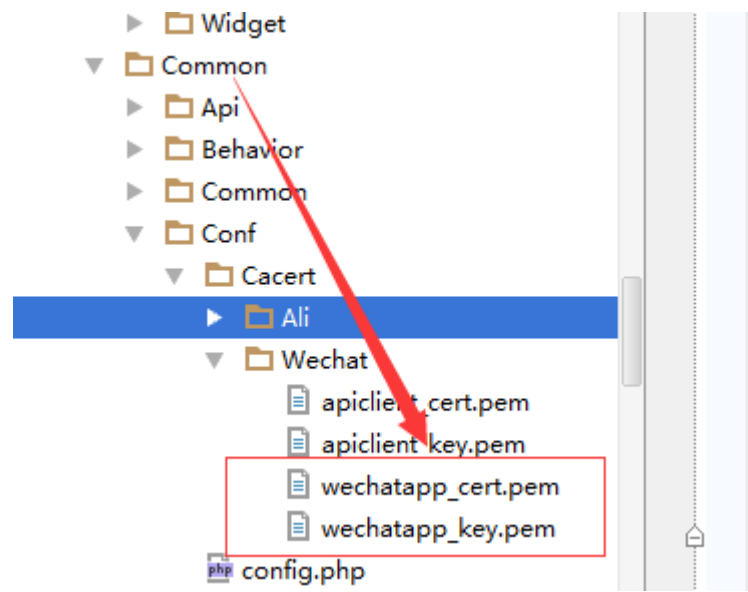 Widget
Common
Api
Behavior
Common
Conf
Cacert
Ali
Wechat
apiclient_cert.pem
apiclient_key.pem
wechatapp_cert.pem
wechatapp_key.pem
php config.php